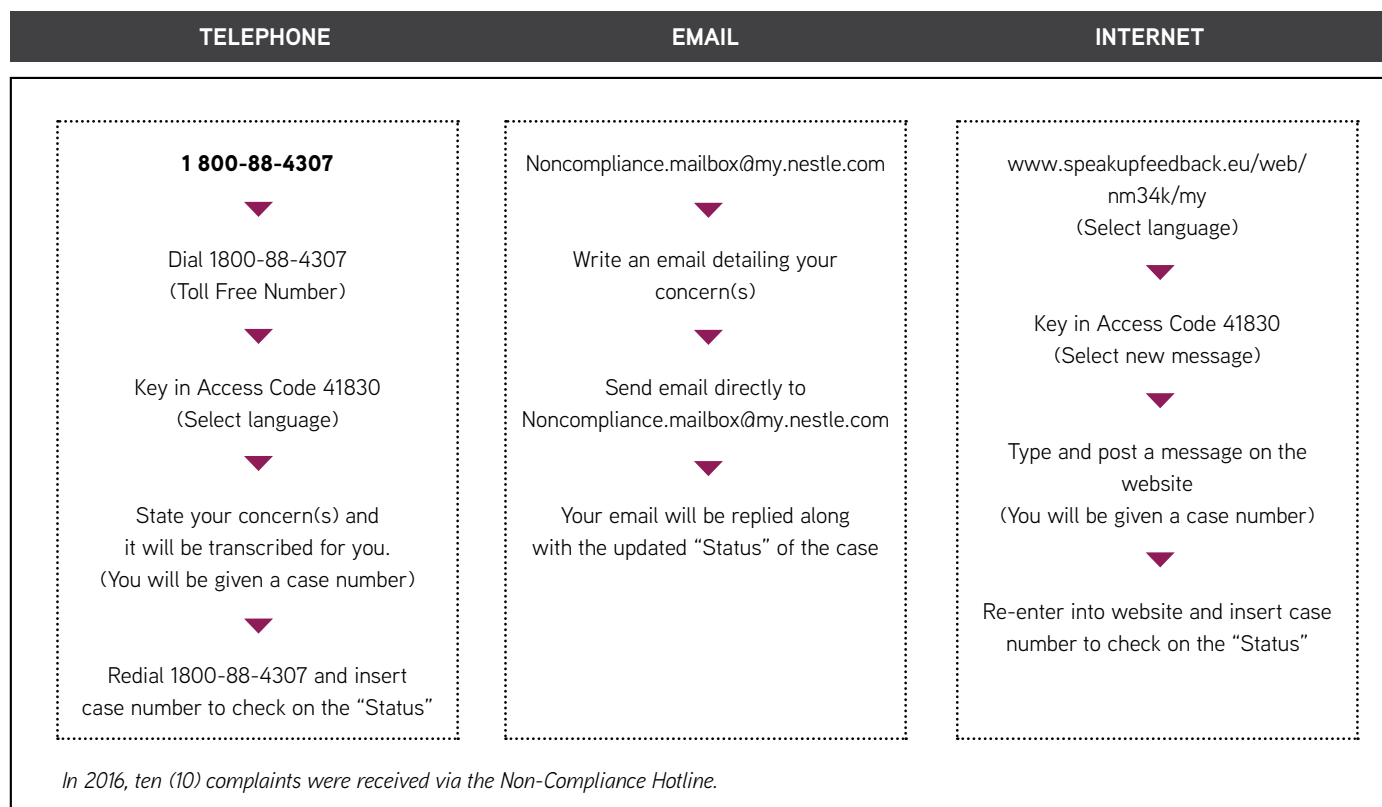 TELEPHONE
EMAIL
INTERNET
1 800-88-4307
Dial 1800-88-4307
(Toll Free Number)
Key in Access Code 41830
(Select language)
State your concern(s) and
it will be transcribed for you.
(You will be given a case number)
Redial 1800-88-4307 and insert
case number to check on the “Status”
Noncompliance.mailbox@my.nestle.com
Write an email detailing your
concern(s)
Send email directly to
Noncompliance.mailbox@my.nestle.com
Your email will be replied along
with the updated “Status” of the case
www.speakupfeedback.eu/web/
nm34k/my
(Select language)
Key in Access Code 41830
(Select new message)
Type and post a message on the
website
(You will be given a case number)
Re-enter into website and insert case
number to check on the “Status”
In 2016, ten (10) complaints were received via the Non-Compliance Hotline.